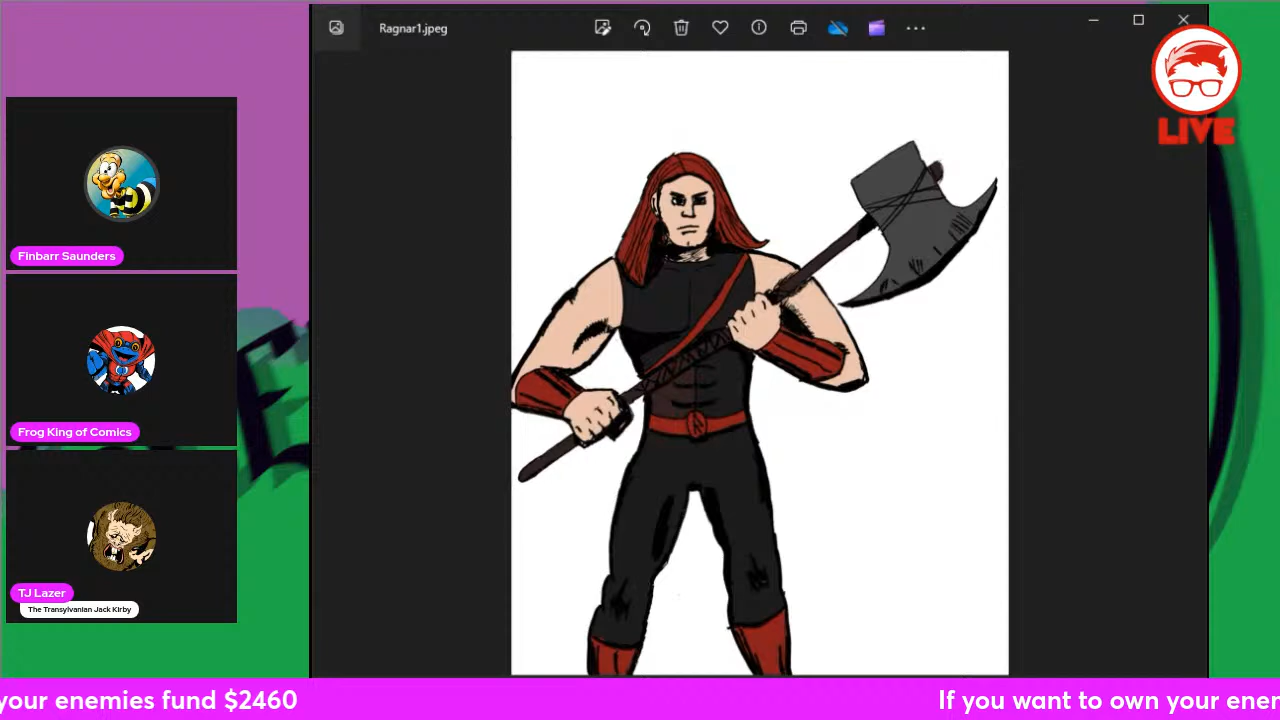 Ragnar1.jpeg
LIVE
Finbarr Saunders
Frog King of Comics
TJ Lazer
The Transylvanian Jack Kirby
your enemies fund $2460
If you want to own your ener